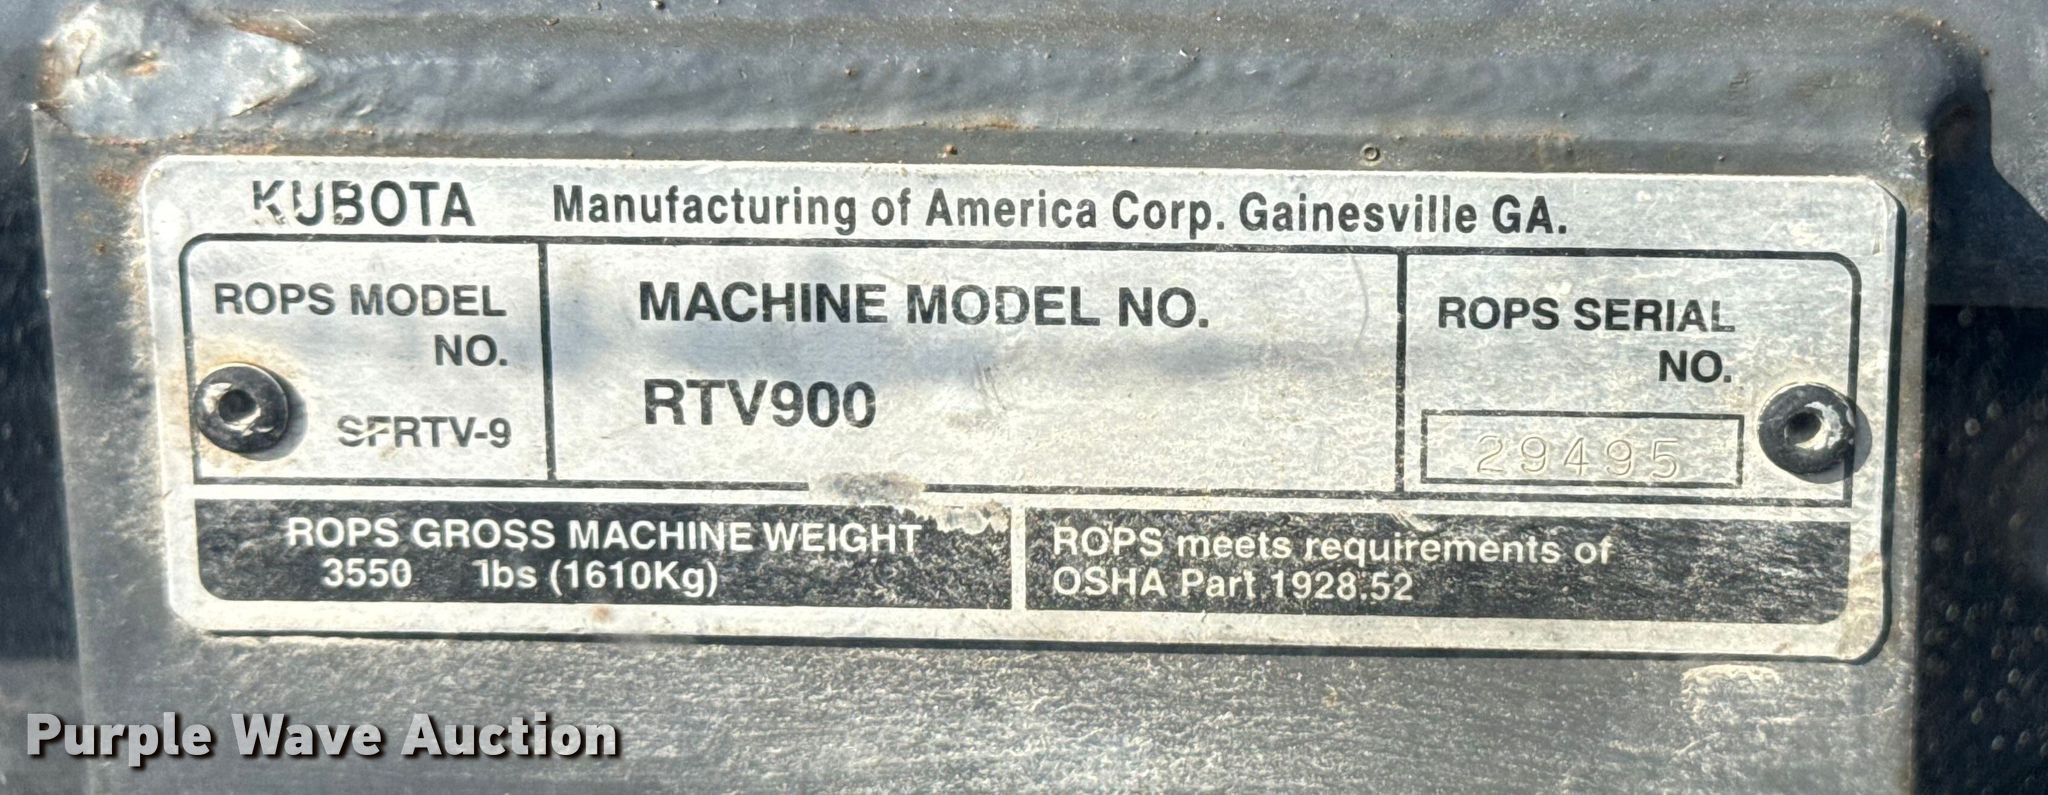 KUBOTA Manufacturing of America Corp. Gainesville GA.
ROPS MODEL
NO.
SFRTV-9
MACHINE MODEL NO.
RTV900
ROPS SERIAL
NO.
29495
ROPS GROSS MACHINE WEIGHT
3550 lbs (1610Kg)
ROPS meets requirements of
OSHA Part 1928.52
Purple Wave Auction